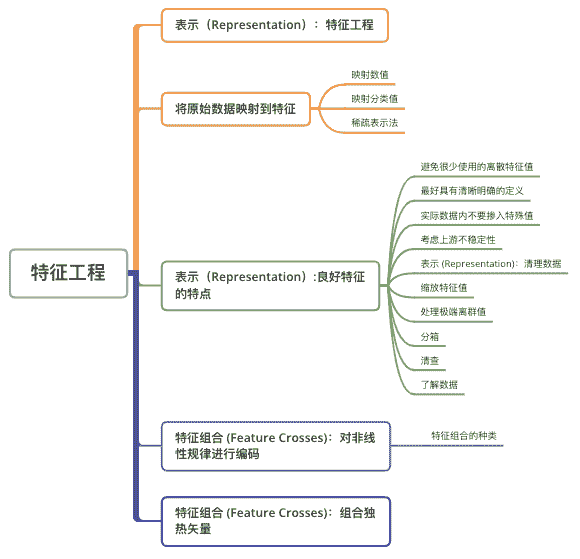 特征工程
表示（Representation）：特征工程
将原始数据映射到特征
映射数值
映射分类值
稀疏表示法
表示（Representation）:良好特征
的特点
避免很少使用的离散特征值
最好具有清晰明确的定义
实际数据内不要掺入特殊值
考虑上游不稳定性
表示 (Representation)：清理数据
缩放特征值
处理极端离群值
分箱
清查
了解数据
特征组合 (Feature Crosses)：对非线
性规律进行编码
特征组合的种类
特征组合 (Feature Crosses)：组合独
热矢量